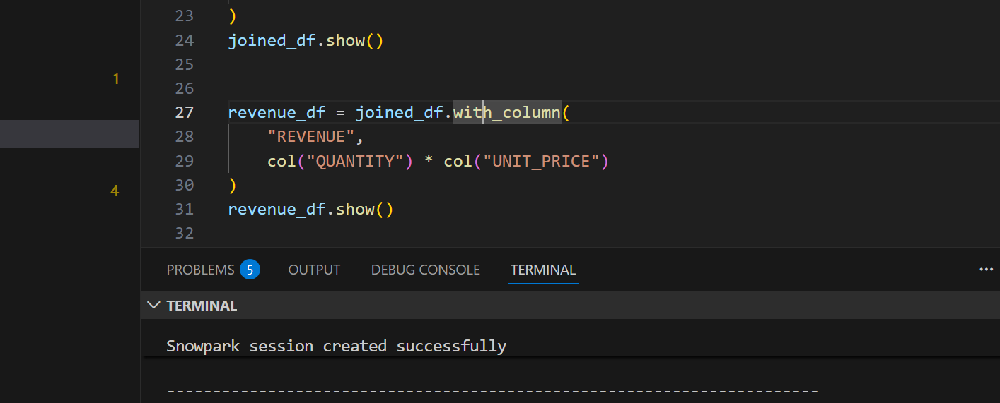 23 )
24 joined_df.show()
25
26
1
27 revenue_df = joined_df.with_column(
28 "REVENUE",
29 col("QUANTITY") * col("UNIT_PRICE")
30 )
4
31 revenue_df.show()
32
PROBLEMS 5 OUTPUT DEBUG CONSOLE TERMINAL ...
TERMINAL
Snowpark session created successfully
-----------------------------------------------------------------------